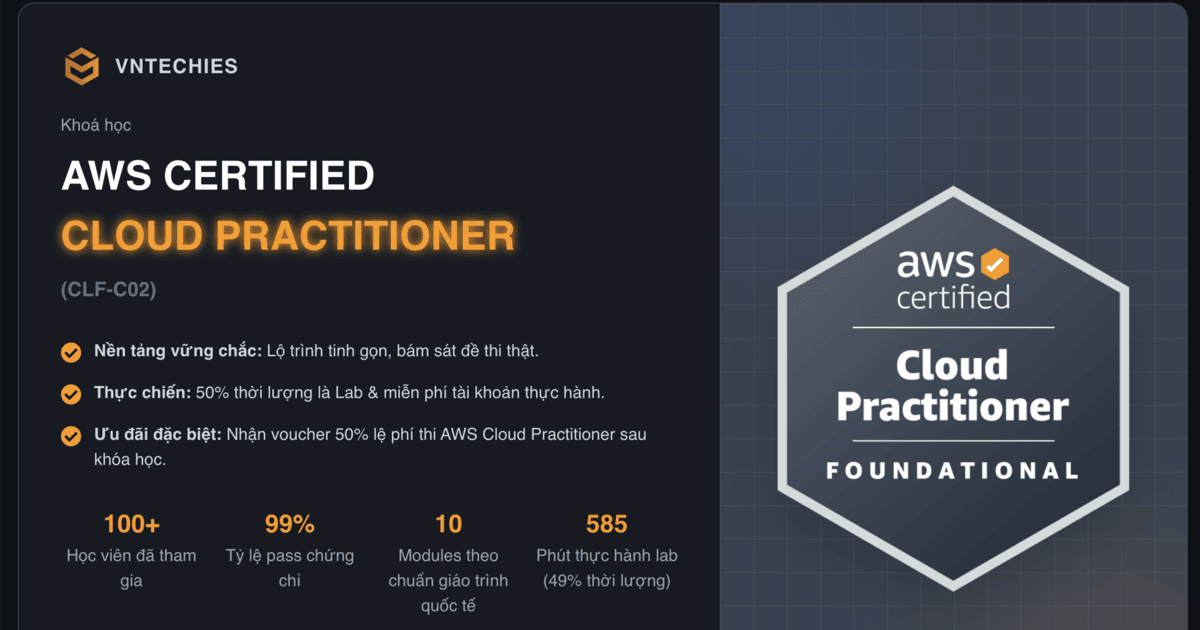 VNTECHIES
Khoá học
AWS CERTIFIED
CLOUD PRACTITIONER
(CLF-C02)
Nền tảng vững chắc: Lộ trình tinh gọn, bám sát đề thi thật.
Thực chiến: 50% thời lượng là Lab & miễn phí tài khoản thực hành.
Ưu đãi đặc biệt: Nhận voucher 50% lệ phí thi AWS Cloud Practitioner sau
khóa học.
100+
Học viên đã tham
gia
99%
Tỷ lệ pass chứng
chỉ
10
Modules theo
chuẩn giáo trình
quốc tế
585
Phút thực hành lab
(49% thời lượng)
aws
certified
Cloud
Practitioner
FOUNDATIONAL